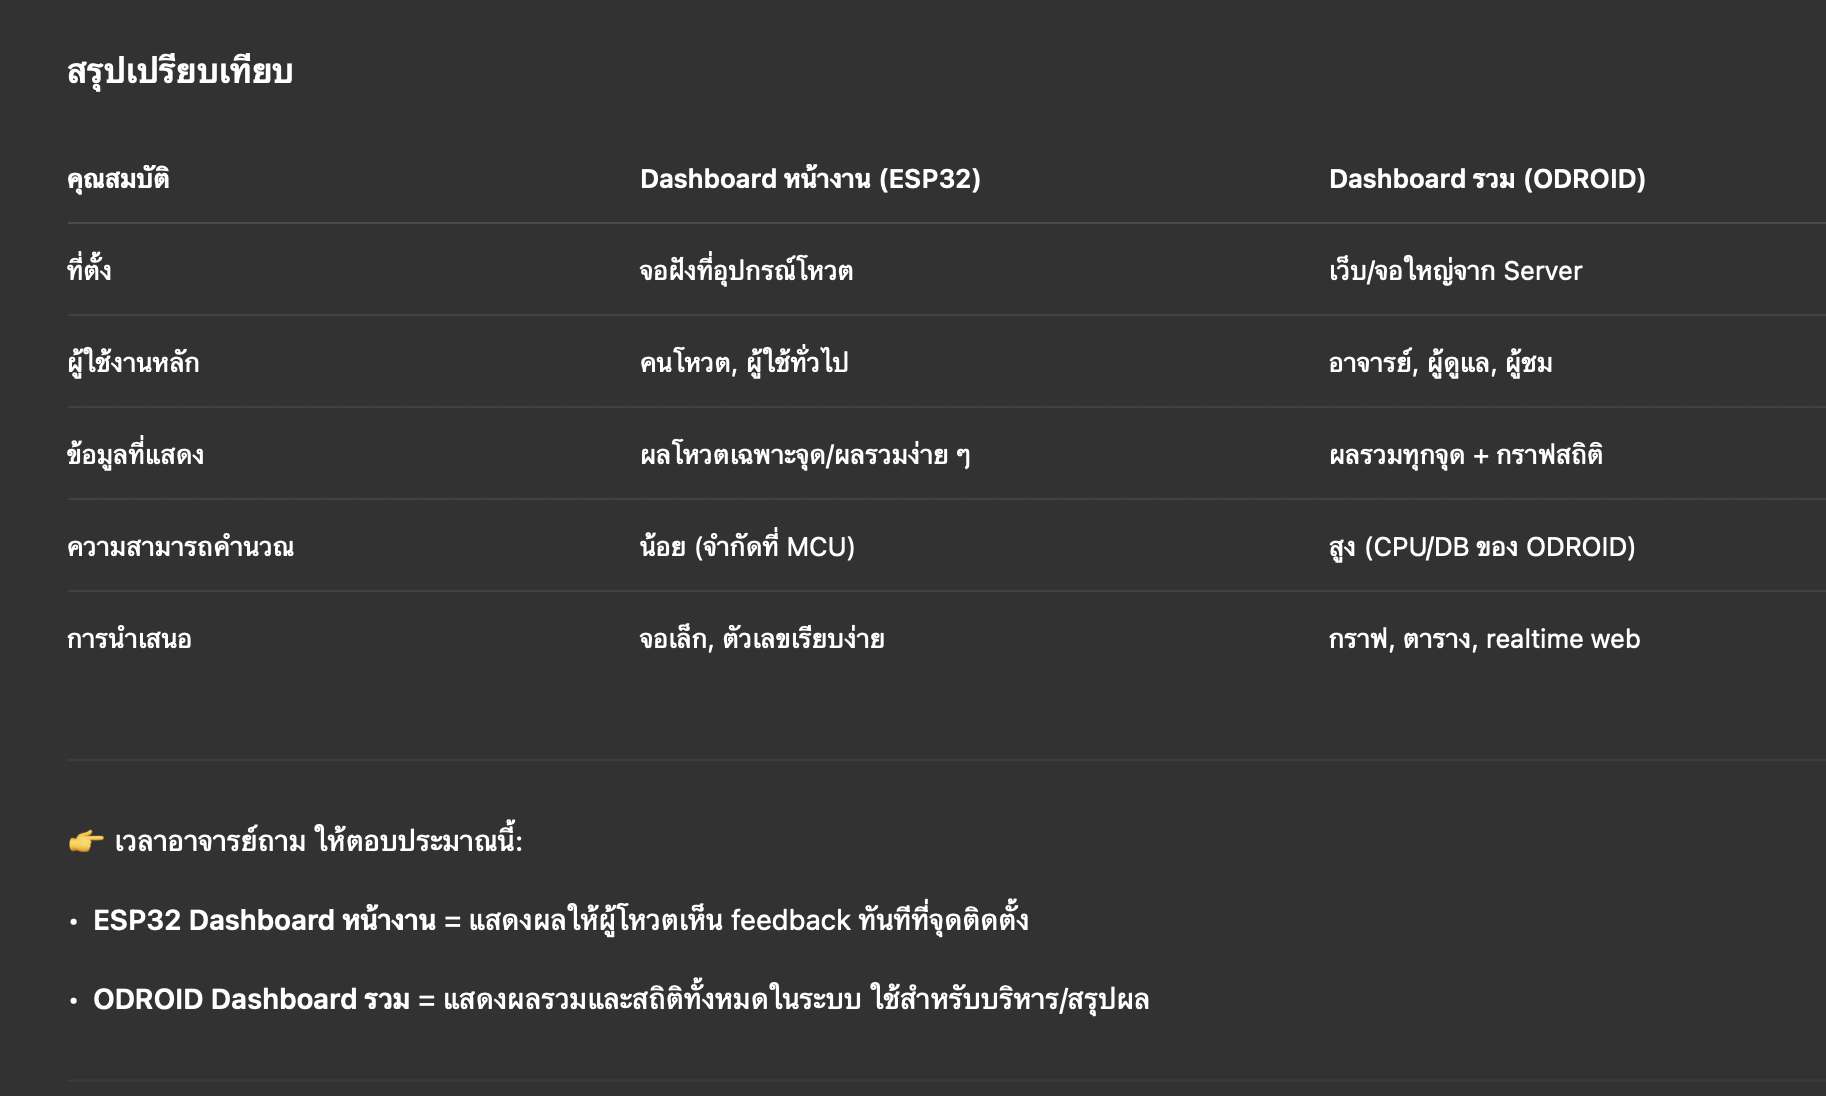 สรุปเปรียบเทียบ
คุณสมบัติ Dashboard หน้างาน (ESP32) Dashboard รวม (ODROID)
ที่ตั้ง จอฝังที่อุปกรณ์โหวต เว็บ/จอใหญ่จาก Server
ผู้ใช้งานหลัก คนโหวต, ผู้ใช้ทั่วไป อาจารย์, ผู้ดูแล, ผู้ชม
ข้อมูลที่แสดง ผลโหวตเฉพาะจุด/ผลรวมง่าย ๆ ผลรวมทุกจุด + กราฟสถิติ
ความสามารถคำนวณ น้อย (จำกัดที่ MCU) สูง (CPU/DB ของ ODROID)
การนำเสนอ จอเล็ก, ตัวเลขเรียบง่าย กราฟ, ตาราง, realtime web
👉 เวลาอาจารย์ถาม ให้ตอบประมาณนี้:
• ESP32 Dashboard หน้างาน = แสดงผลให้ผู้โหวตเห็น feedback ทันทีที่จุดติดตั้ง
• ODROID Dashboard รวม = แสดงผลรวมและสถิติทั้งหมดในระบบ ใช้สำหรับบริหาร/สรุปผล